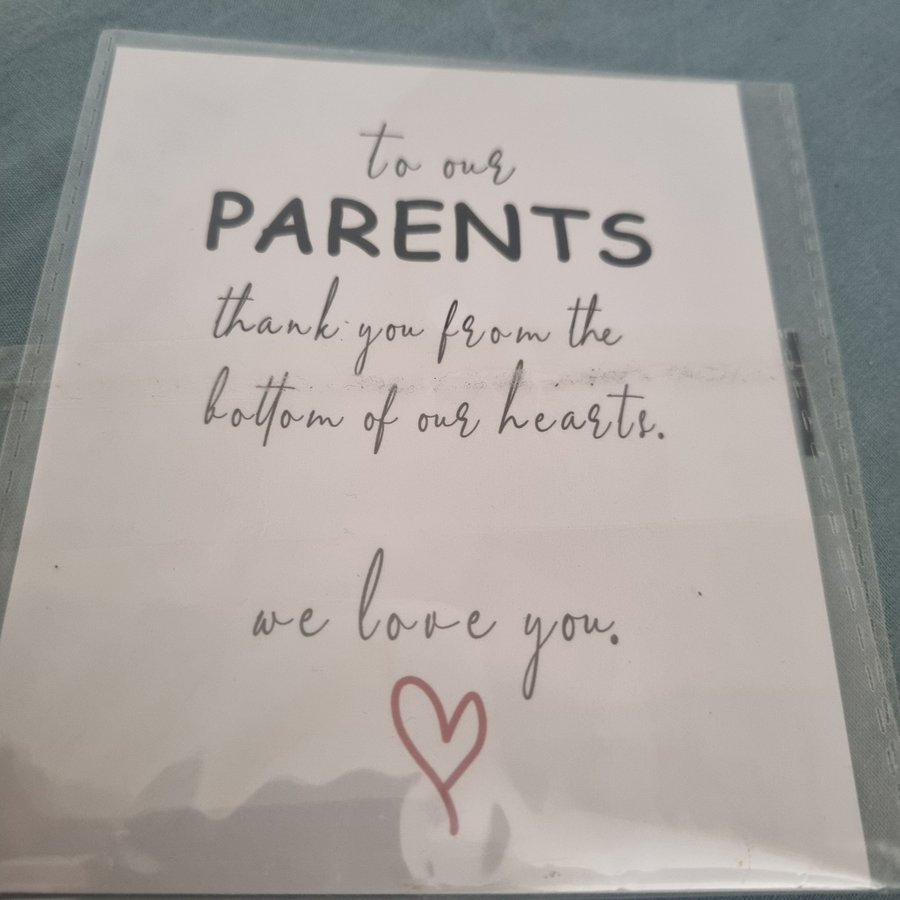 to our
PARENTS
thank you from the
bottom of our hearts.
we love you.